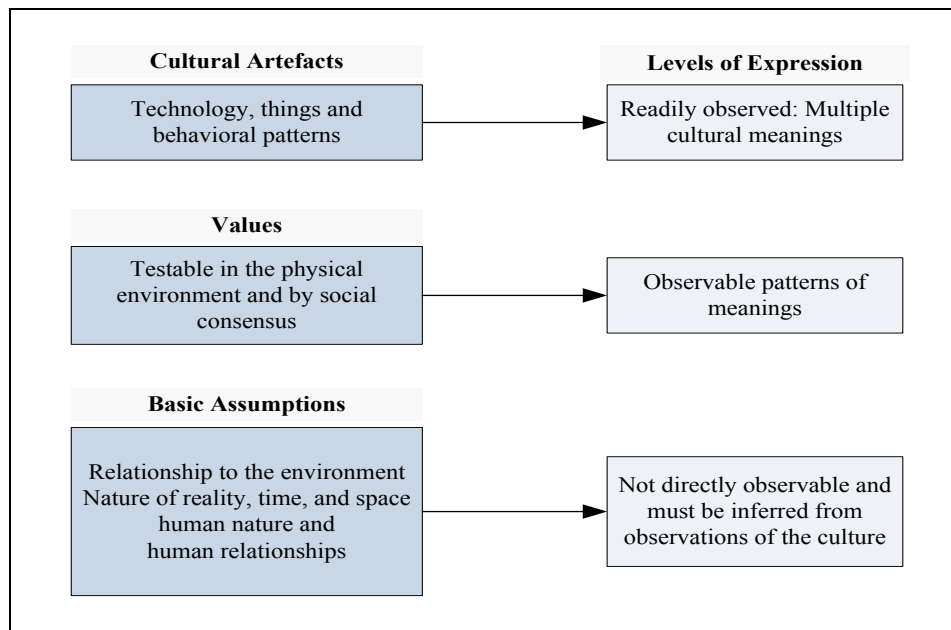 Cultural Artefacts
Levels of Expression
Technology, things and
behavioral patterns
Readily observed: Multiple
cultural meanings
Values
Testable in the physical
environment and by social
consensus
Observable patterns of
meanings
Basic Assumptions
Relationship to the environment
Nature of reality, time, and space
human nature and
human relationships
Not directly observable and
must be inferred from
observations of the culture